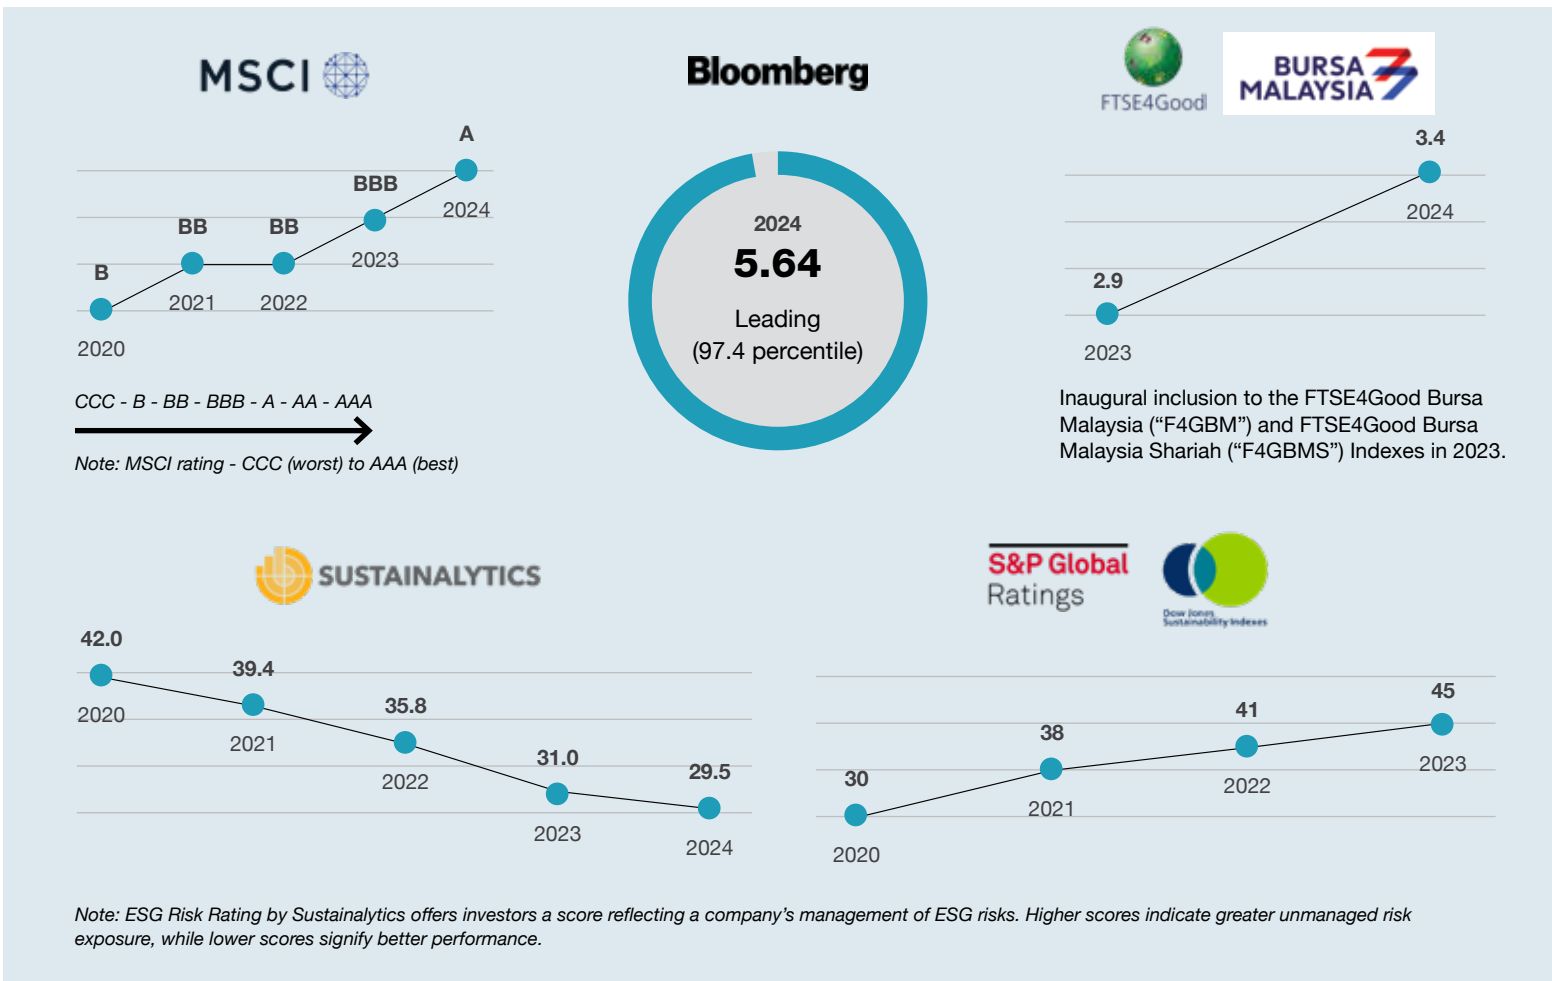 MSCI
A
BBB
BB
BB
B
2024
2023
2021
2022
2020
CCC - B - BB - BBB - A - AA - AAA
Note: MSCI rating - CCC (worst) to AAA (best)
Bloomberg
2024
5.64
Leading
(97.4 percentile)
FTSE4Good
BURSA
MALAYSIA
3.4
2024
2.9
2023
Inaugural inclusion to the FTSE4Good Bursa
Malaysia (“F4GBM”) and FTSE4Good Bursa
Malaysia Shariah (“F4GBMS”) Indexes in 2023.
SUSTAINALYTICS
42.0
2020
39.4
2021
35.8
2022
31.0
2023
29.5
2024
S&P Global
Ratings
Dow Jones
Sustainability Indexes
30
2020
38
2021
41
2022
45
2023
Note: ESG Risk Rating by Sustainalytics offers investors a score reflecting a company’s management of ESG risks. Higher scores indicate greater unmanaged risk
exposure, while lower scores signify better performance.